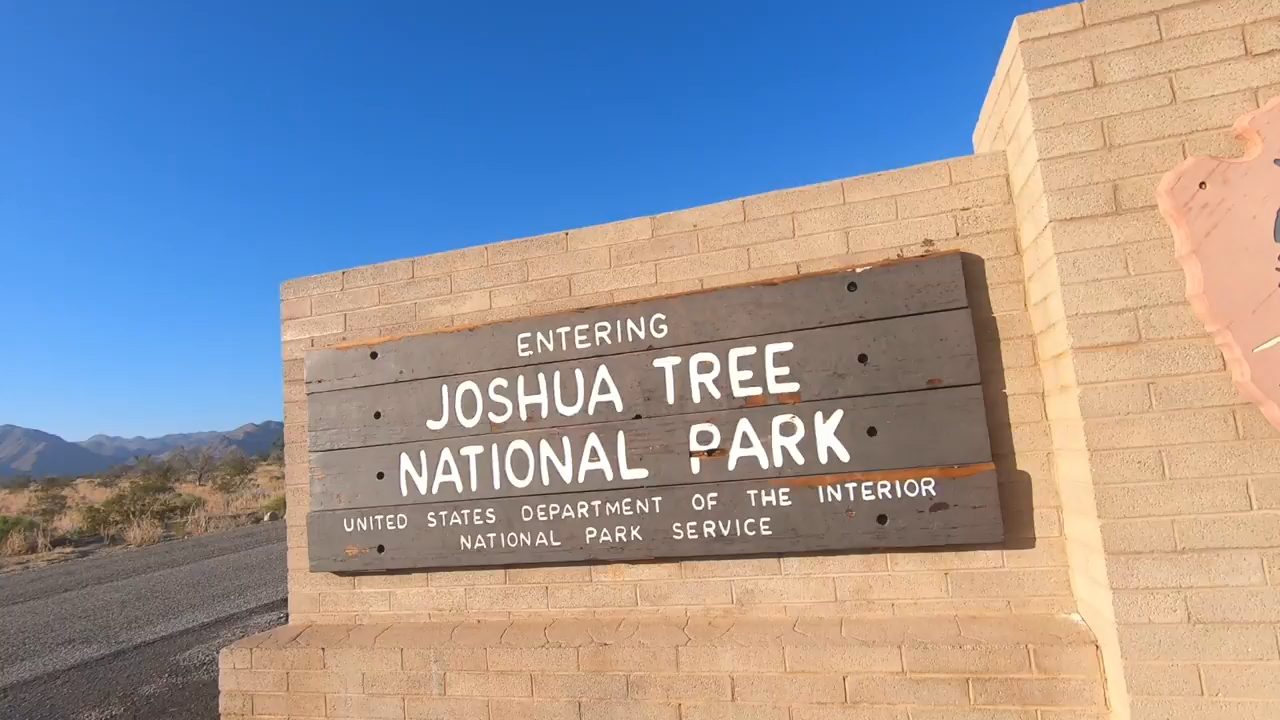 ENTERING
JOSHUA TREE
NATIONAL PARK
UNITED STATES DEPARTMENT OF THE INTERIOR
NATIONAL PARK SERVICE